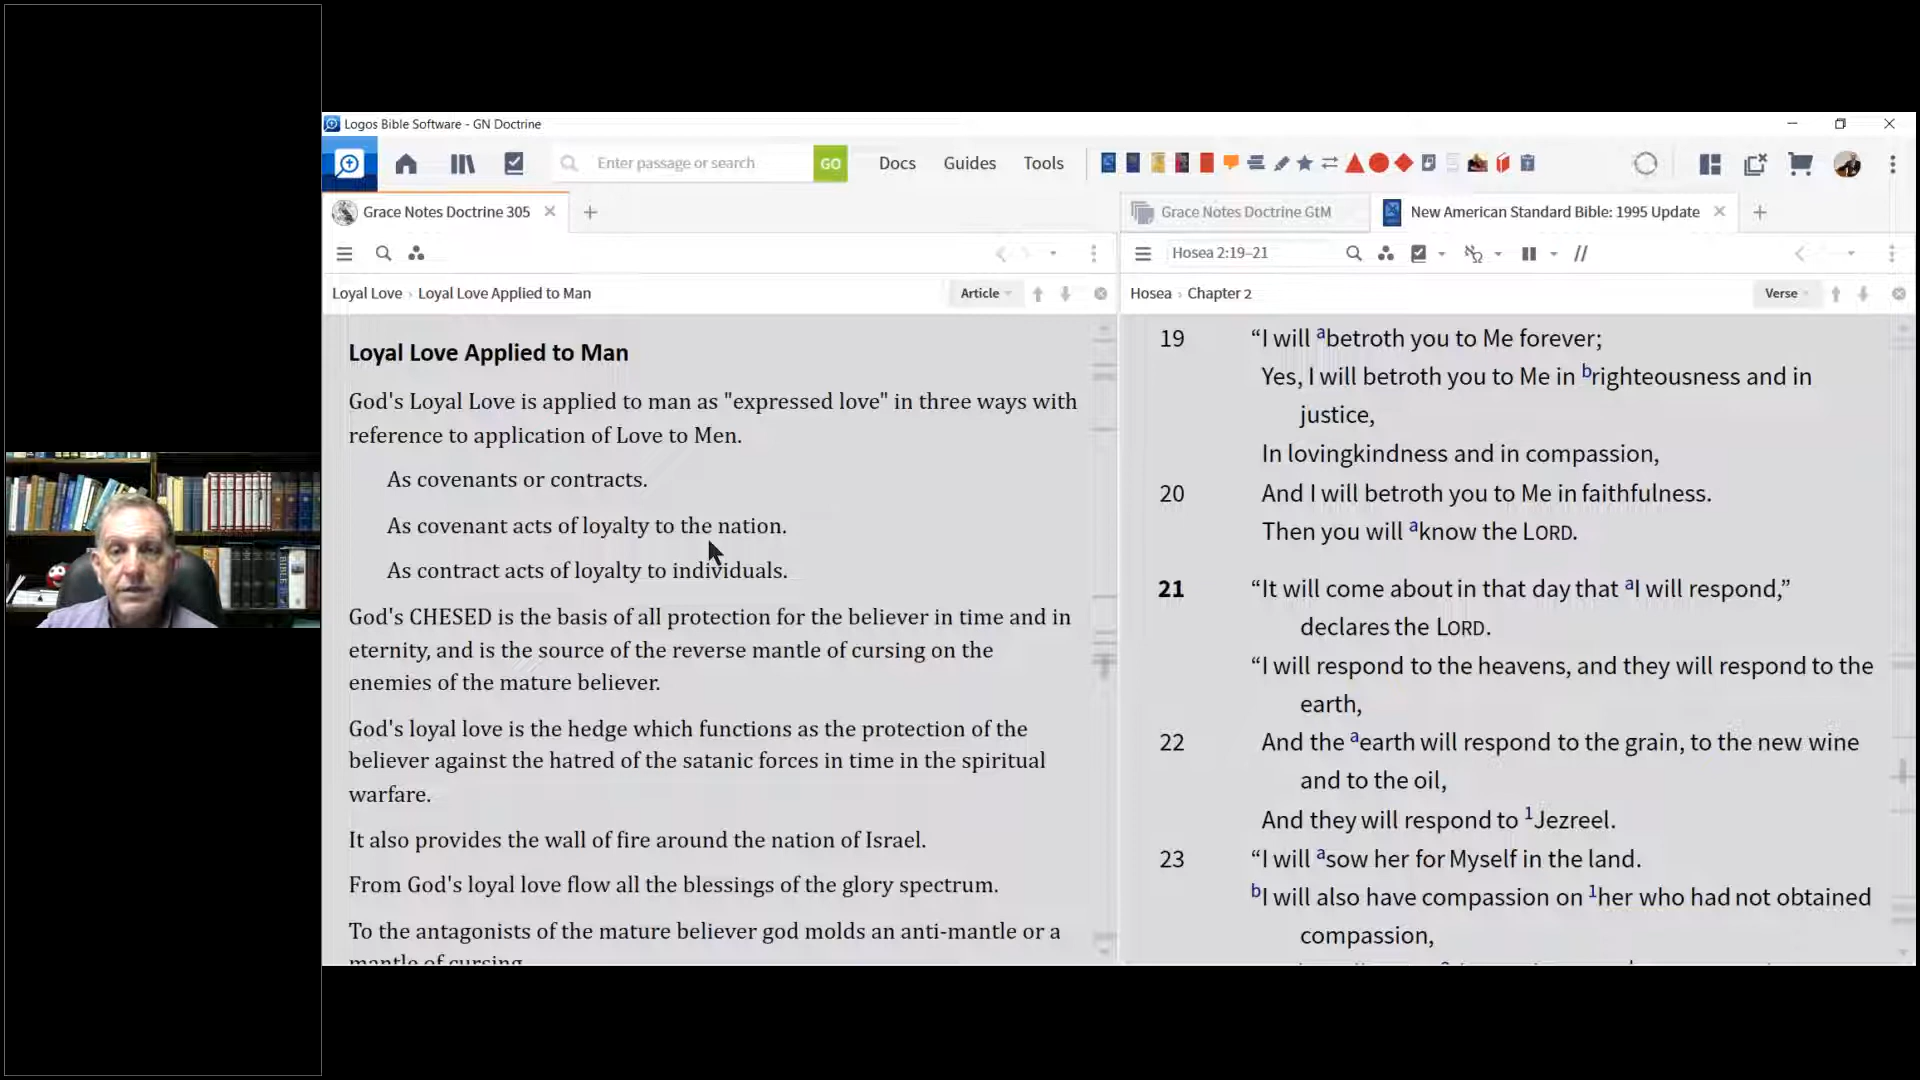 Logos Bible Software - GN Doctrine
Enter passage or search
GO
Docs
Guides
Tools
Grace Notes Doctrine 305
Loyal Love › Loyal Love Applied to Man
Article
Loyal Love Applied to Man
God's Loyal Love is applied to man as "expressed love" in three ways with
reference to application of Love to Men.
As covenants or contracts.
As covenant acts of loyalty to the nation.
As contract acts of loyalty to individuals.
God's CHESED is the basis of all protection for the believer in time and in
eternity, and is the source of the reverse mantle of cursing on the
enemies of the mature believer.
God's loyal love is the hedge which functions as the protection of the
believer against the hatred of the satanic forces in time in the spiritual
warfare.
It also provides the wall of fire around the nation of Israel.
From God's loyal love flow all the blessings of the glory spectrum.
To the antagonists of the mature believer god molds an anti-mantle or a
mantle of cursing
Grace Notes Doctrine GtM
New American Standard Bible: 1995 Update
Hosea 2:19–21
Hosea › Chapter 2
Verse
19 “I will abetroth you to Me forever;
Yes, I will betroth you to Me in brighteousness and in
justice,
In lovingkindness and in compassion,
20 And I will betroth you to Me in faithfulness.
Then you will aknow the LORD.
21 “It will come about in that day that aI will respond,”
declares the LORD.
“I will respond to the heavens, and they will respond to the
earth,
22 And the aearth will respond to the grain, to the new wine
and to the oil,
And they will respond to 1Jezreel.
23 “I will asow her for Myself in the land.
bI will also have compassion on 1her who had not obtained
compassion,